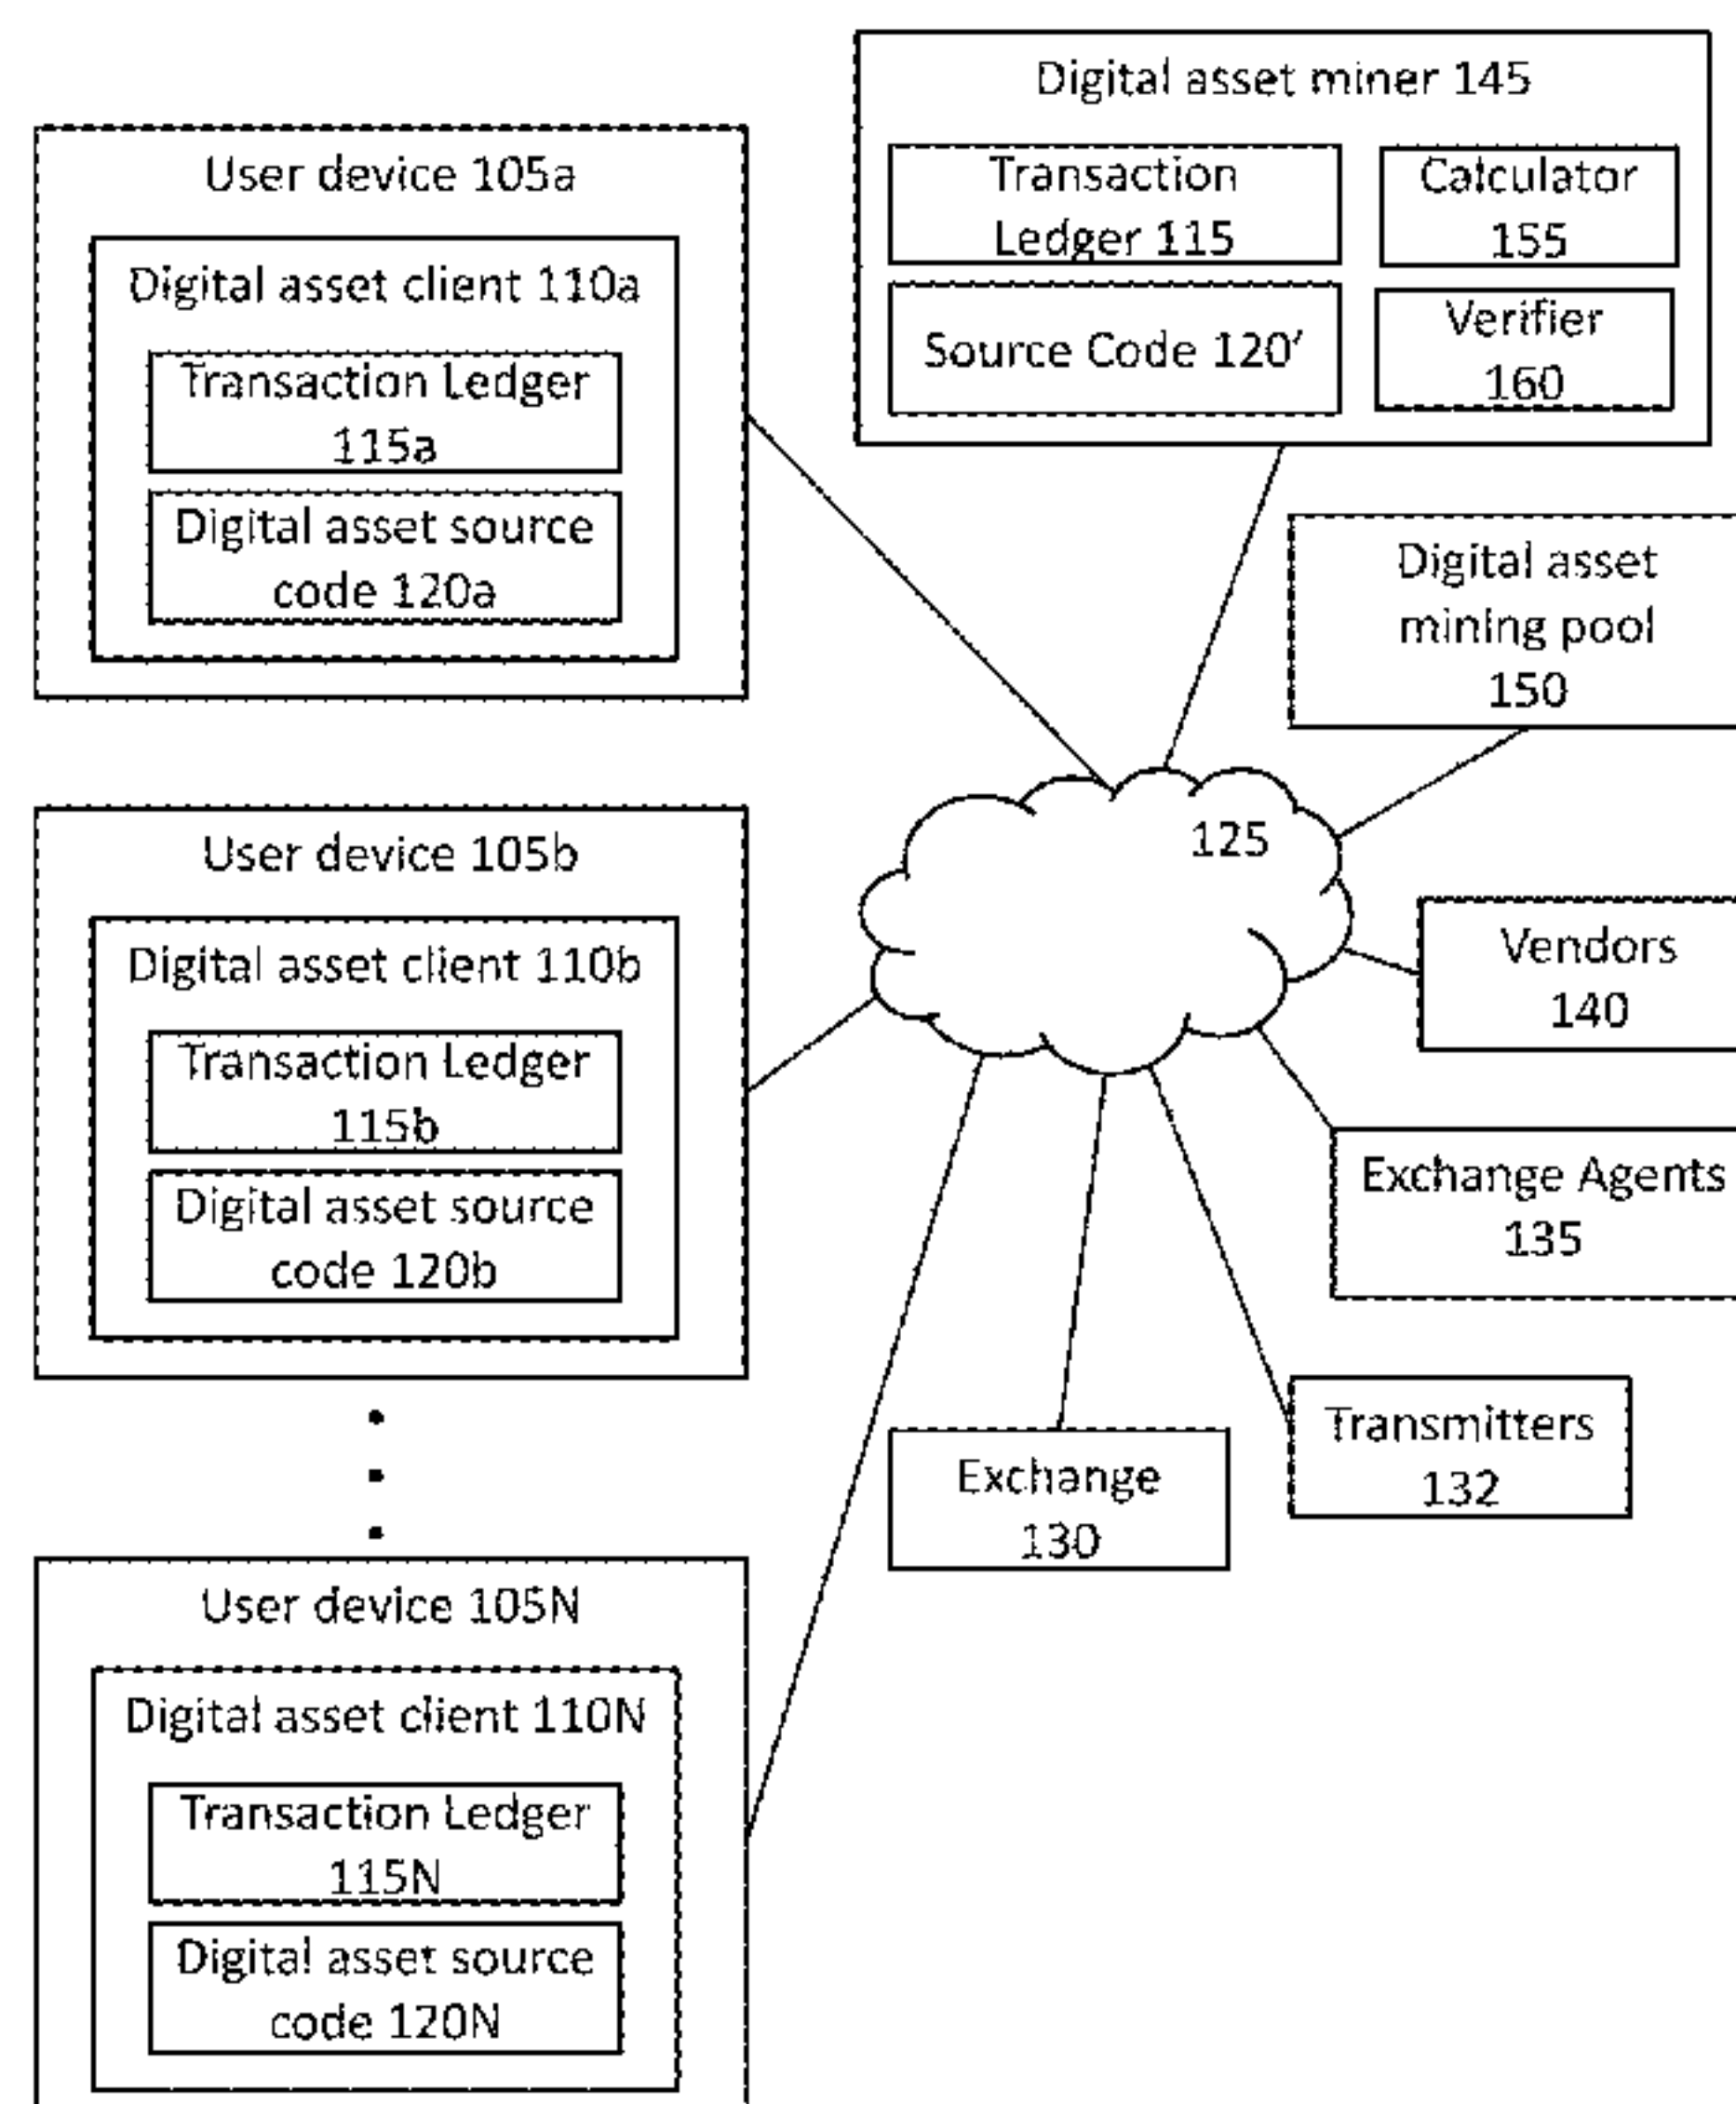 User device 105a
Digital asset client 110a
Transaction Ledger
115a
Digital asset source
code 120a
User device 105b
Digital asset client 110b
Transaction Ledger
115b
Digital asset source
code 120b
User device 105N
Digital asset client 110N
Transaction Ledger
115N
Digital asset source
code 120N
Digital asset miner 145
Transaction
Ledger 115
Calculator
155
Source Code 120′
Verifier
160
Digital asset
mining pool
150
125
Vendors
140
Exchange Agents
135
Transmitters
132
Exchange
130